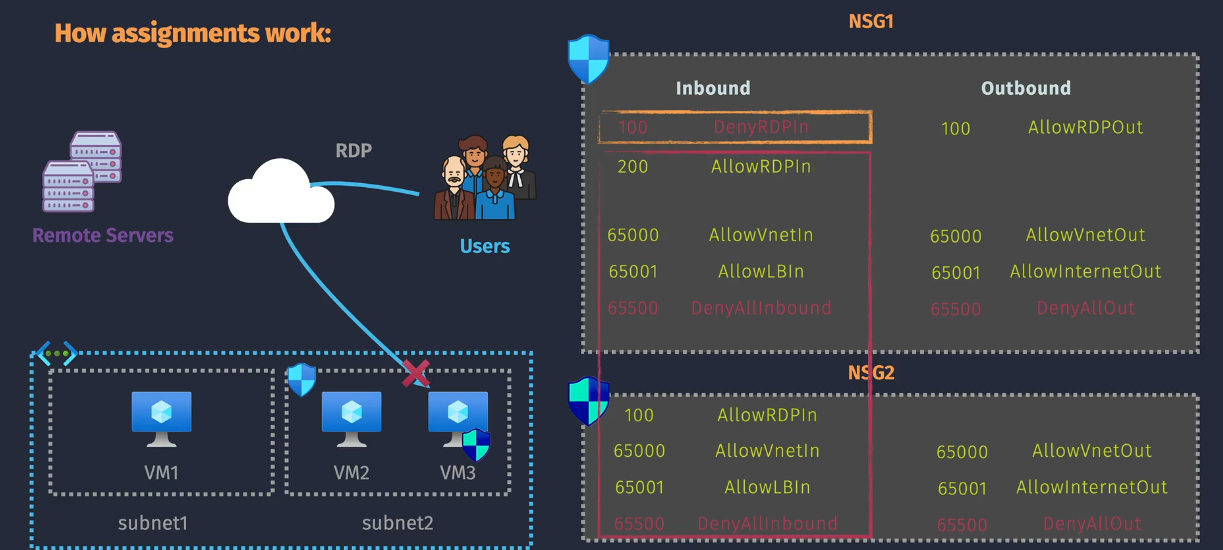 How assignments work:
RDP
Remote Servers
Users
VM1
VM2
VM3
subnet1
subnet2
NSG1
Inbound Outbound
100 DenyRDPIn 100 AllowRDPOut
200 AllowRDPIn
65000 AllowVnetIn 65000 AllowVnetOut
65001 AllowLBIn 65001 AllowInternetOut
65500 DenyAllInbound 65500 DenyAllOut
NSG2
100 AllowRDPIn
65000 AllowVnetIn 65000 AllowVnetOut
65001 AllowLBIn 65001 AllowInternetOut
65500 DenyAllInbound 65500 DenyAllOut